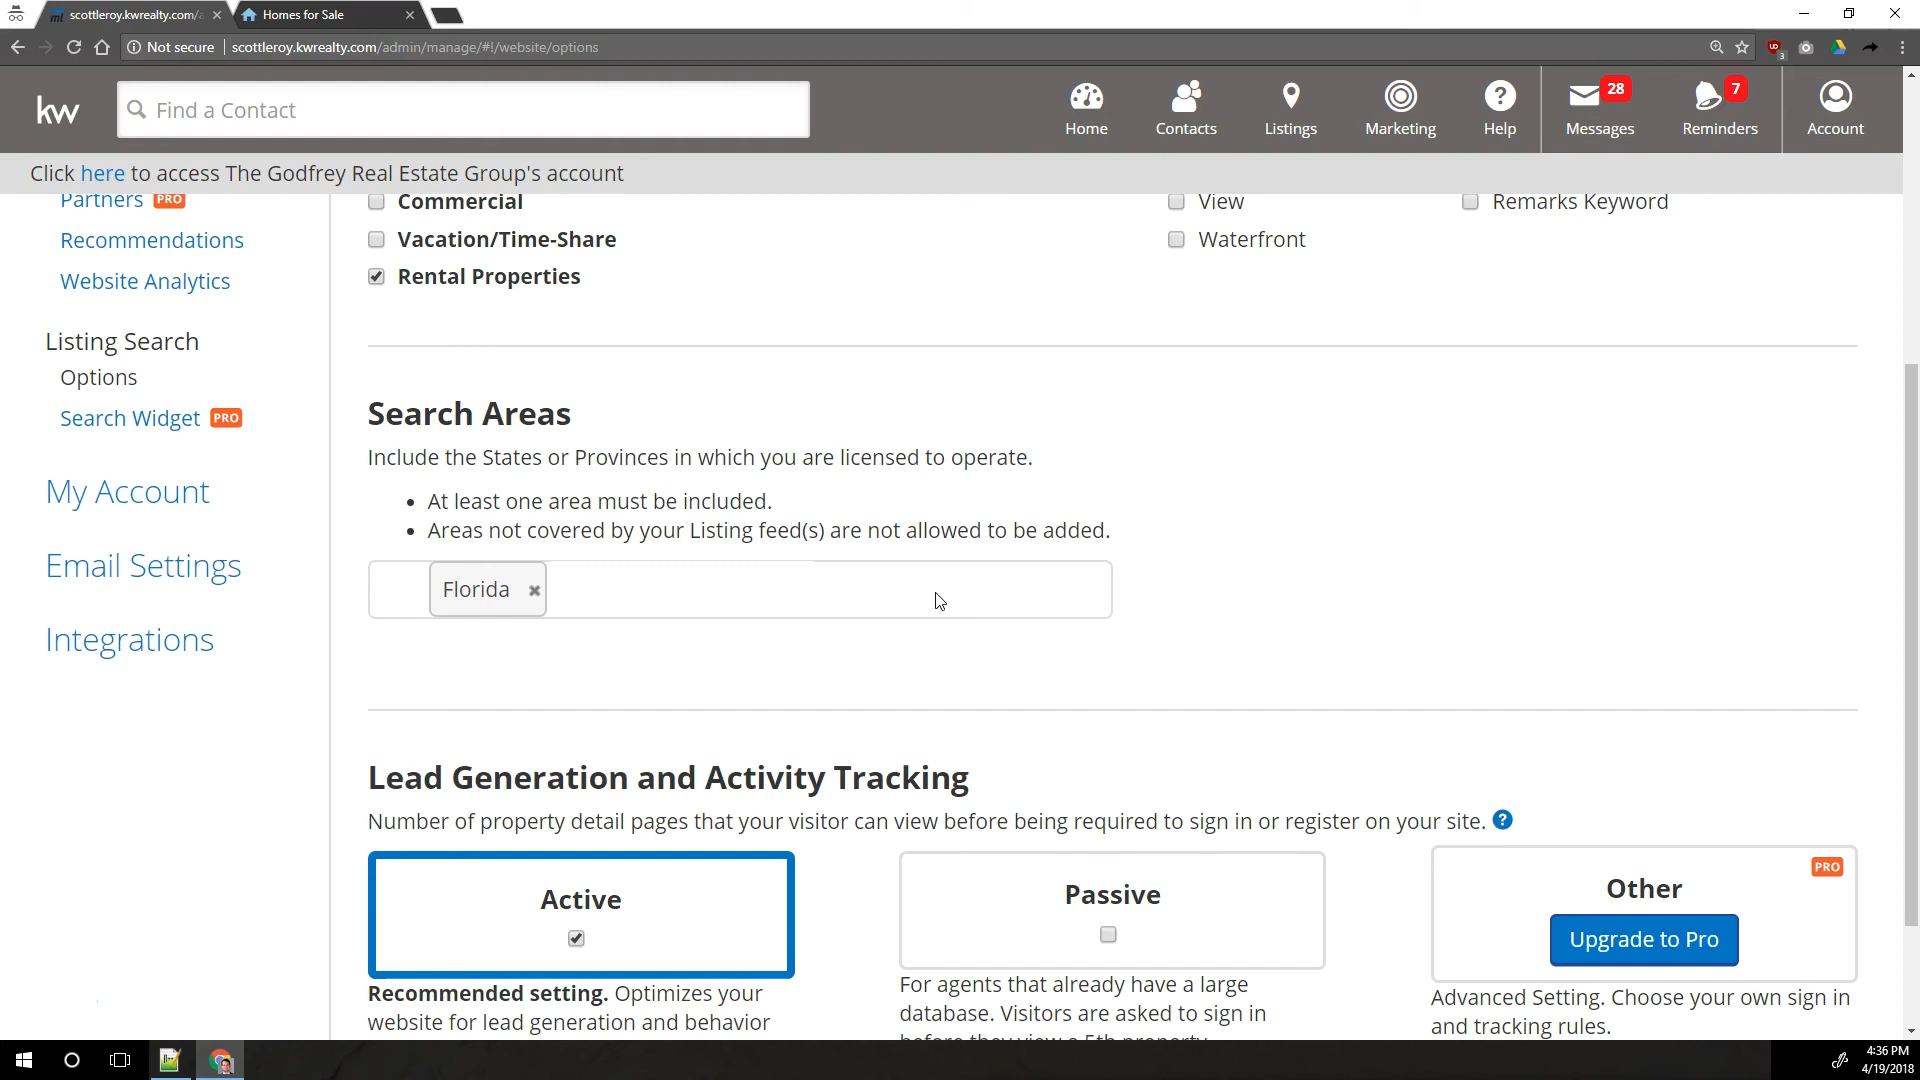 scottleroy.kwrealty.com/a
Homes for Sale
Not secure
scottleroy.kwrealty.com/admin/manage/#!/website/options
3
kw
Find a Contact
Home
Contacts
Listings
Marketing
Help
28
Messages
7
Reminders
Account
Click here to access The Godfrey Real Estate Group's account
Partners PRO
Recommendations
Website Analytics
Listing Search
Options
Search Widget PRO
My Account
Email Settings
Integrations
Commercial
View
Remarks Keyword
Vacation/Time-Share
Waterfront
Rental Properties
Search Areas
Include the States or Provinces in which you are licensed to operate.
• At least one area must be included.
• Areas not covered by your Listing feed(s) are not allowed to be added.
Florida
Lead Generation and Activity Tracking
Number of property detail pages that your visitor can view before being required to sign in or register on your site. ?
Active
Recommended setting. Optimizes your
website for lead generation and behavior
Passive
For agents that already have a large
database. Visitors are asked to sign in
before they view a 5th property
PRO
Other
Upgrade to Pro
Advanced Setting. Choose your own sign in
and tracking rules.
4:36 PM
4/19/2018